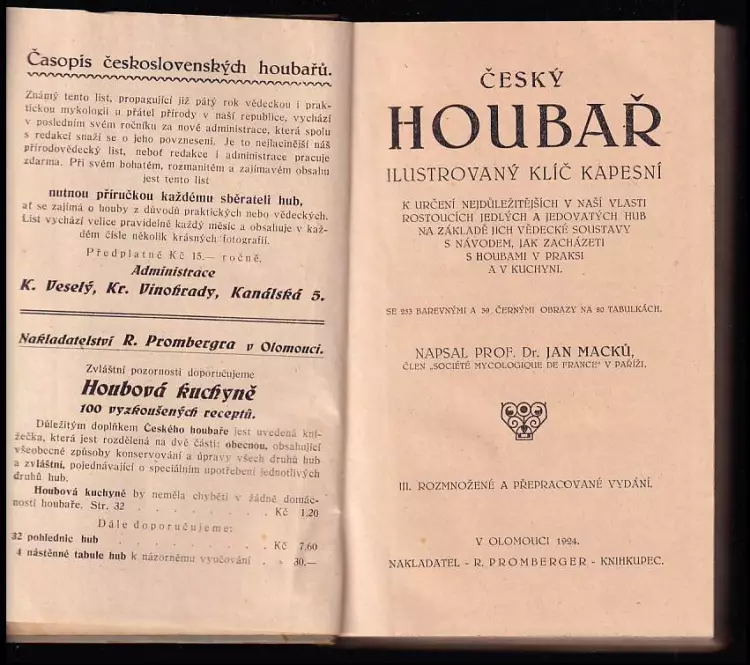 Časopis československých houbařů.
Známý tento list, propagující již pátý rok vědeckou i prak-
tickou mykologii u přátel přírody v naší republice, vychází
v posledním svém ročníku za nové administrace, která spolu
s redakcí snaží se o jeho povznesení. Je to nejlacinější náš
přírodovědecký list, neboť redakce i administrace pracuje
zdarma. Při svém bohatém, rozmanitém a zajímavém obsahu
jest tento list
nutnou příručkou každému sběrateli hub,
ať se zajímá o houby z důvodů praktických nebo vědeckých.
List vychází velice pravidelně každý měsíc a obsahuje v kaž-
dém čísle několik krásných fotografií.
Předplatné Kč 15.— ročně.
Administrace
K. Veselý, Kr. Vinohrady, Kanálská 5.
Nakladatelství R. Prombergra v Olomouci.
Zvláštní pozornosti doporučujeme
Houbová kuchyně
100 vyzkoušených receptů.
Důležitým doplňkem Českého houbaře jest uvedená kní-
žečka, která jest rozdělená na dvě části: obecnou, obsahující
všeobecné způsoby konservování a úpravy všech druhů hub
a zvláštní, pojednávající o speciálním upotřebení jednotlivých
druhů hub.
Houbová kuchyně by neměla chyběti v žádné domác-
nosti houbaře. Str. 32 . . . . . . . Kč 1.20
Dále doporučujeme:
32 pohlednic hub . . . . . . . . Kč 7,60
4 nástěnné tabule hub k názornému vyučování . „ 30.—
ČESKÝ
HOUBAŘ
ILUSTROVANÝ KLÍČ KAPESNÍ
K URČENÍ NEJDŮLEŽITĚJŠÍCH V NAŠÍ VLASTI
ROSTOUCÍCH JEDLÝCH A JEDOVATÝCH HUB
NA ZÁKLADĚ JICH VĚDECKÉ SOUSTAVY
S NÁVODEM, JAK ZACHÁZETI
S HOUBAMI V PRAKSI
A V KUCHYNI.
SE 253 BAREVNÝMI A 39 ČERNÝMI OBRAZY NA 80 TABULKÁCH.
NAPSAL PROF. Dr. JAN MACKŮ,
ČLEN „SOCIÉTÉ MYCOLOGIQUE DE FRANCE" V PAŘÍŽI.
III. ROZMNOŽENÉ A PŘEPRACOVANÉ VYDÁNÍ.
V OLOMOUCI 1924.
NAKLADATEL - R. PROMBERGER - KNIHKUPEC.